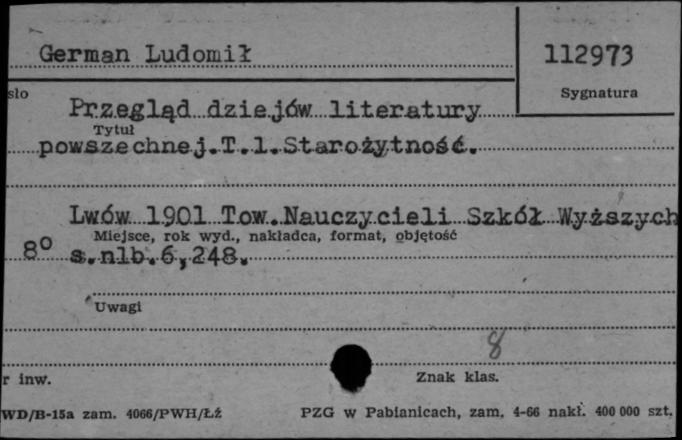 German Ludomił
112973
Sygnatura
sło
Przegląd dziejów literatury
Tytuł
powszechnej.T.1.Starożytność.
Lwów 1901 Tow.Nauczycieli Szkół Wyższych
Miejsce, rok wyd., nakładca, format, objętość
8° s.nlb.6,248.
Uwagi
8
r inw.
Znak klas.
WD/B-15a zam. 4066/PWH/Łź
PZG w Pabianicach, zam. 4-66 nakł. 400 000 szt.